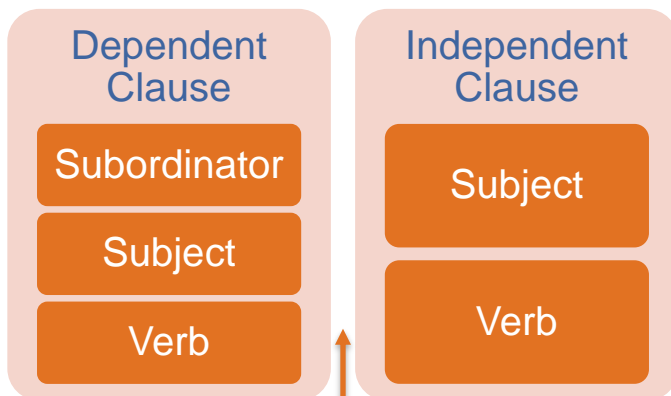 Dependent
Clause
Subordinator
Subject
Verb
Independent
Clause
Subject
Verb